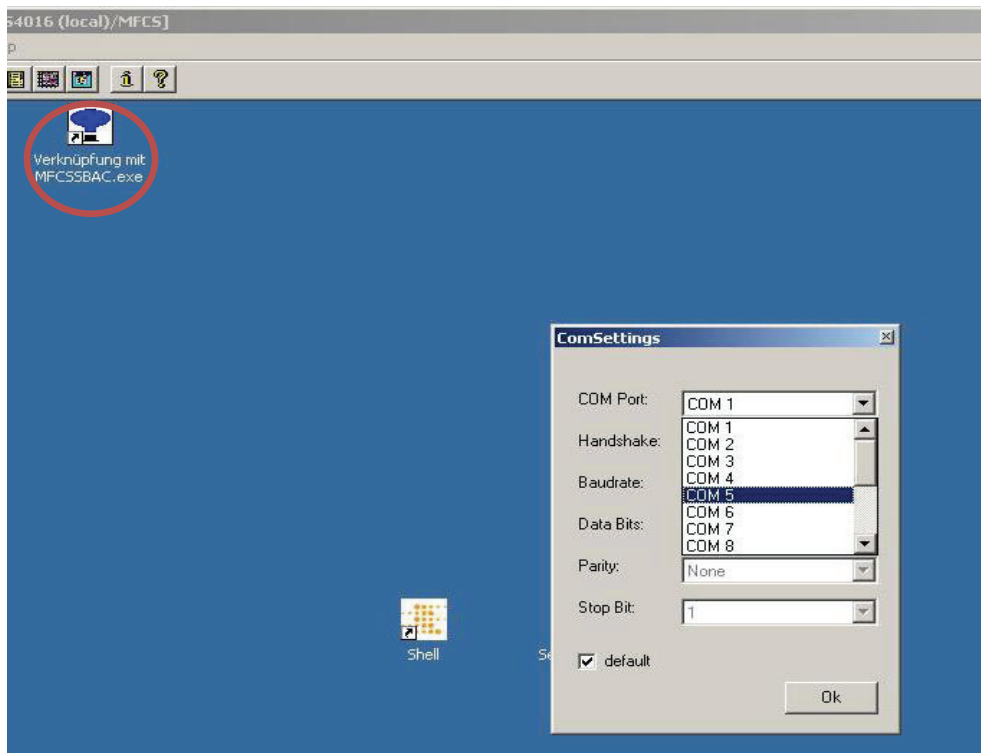 54016 (local)/MFCS]
p
Verknüpfung mit
MFCSSBAC.exe
ComSettings
COM Port:
COM 1
COM 1
COM 2
COM 3
COM 4
COM 5
COM 6
COM 7
COM 8
Handshake:
Baudrate:
Data Bits:
Parity:
None
Stop Bit:
1
default
Ok
Shell
Se